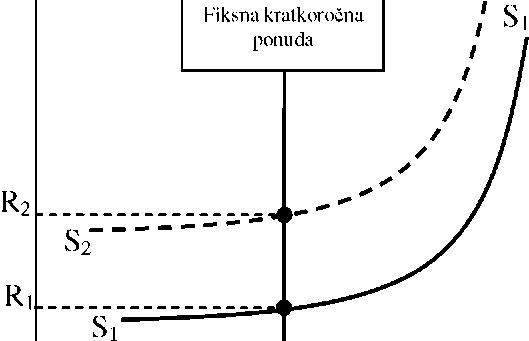 Fiksna kratkoročna
ponuda
S1
R2
S2
R1
S1